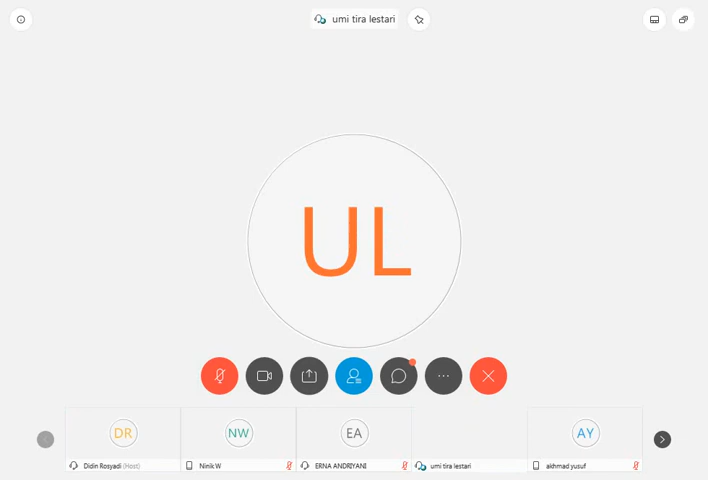 umi tira lestari
UL
DR
NW
EA
AY
Didin Rosyadi (Host)
Ninik W
ERNA ANDRIYANI
umi tira lestari
akhmad yusuf